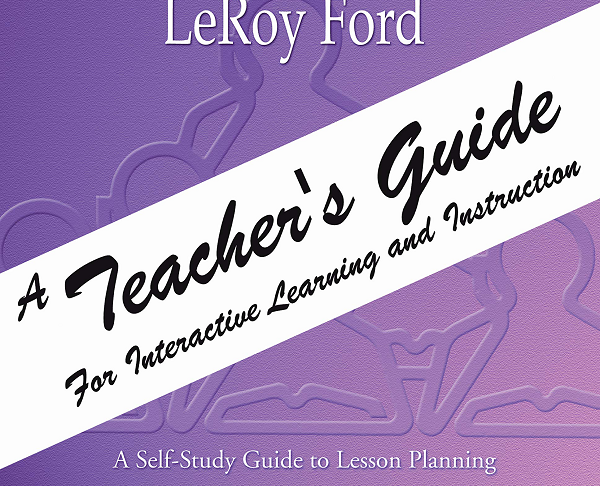 LeRoy Ford
A Teacher's Guide
For Interactive Learning and Instruction
A Self-Study Guide to Lesson Planning